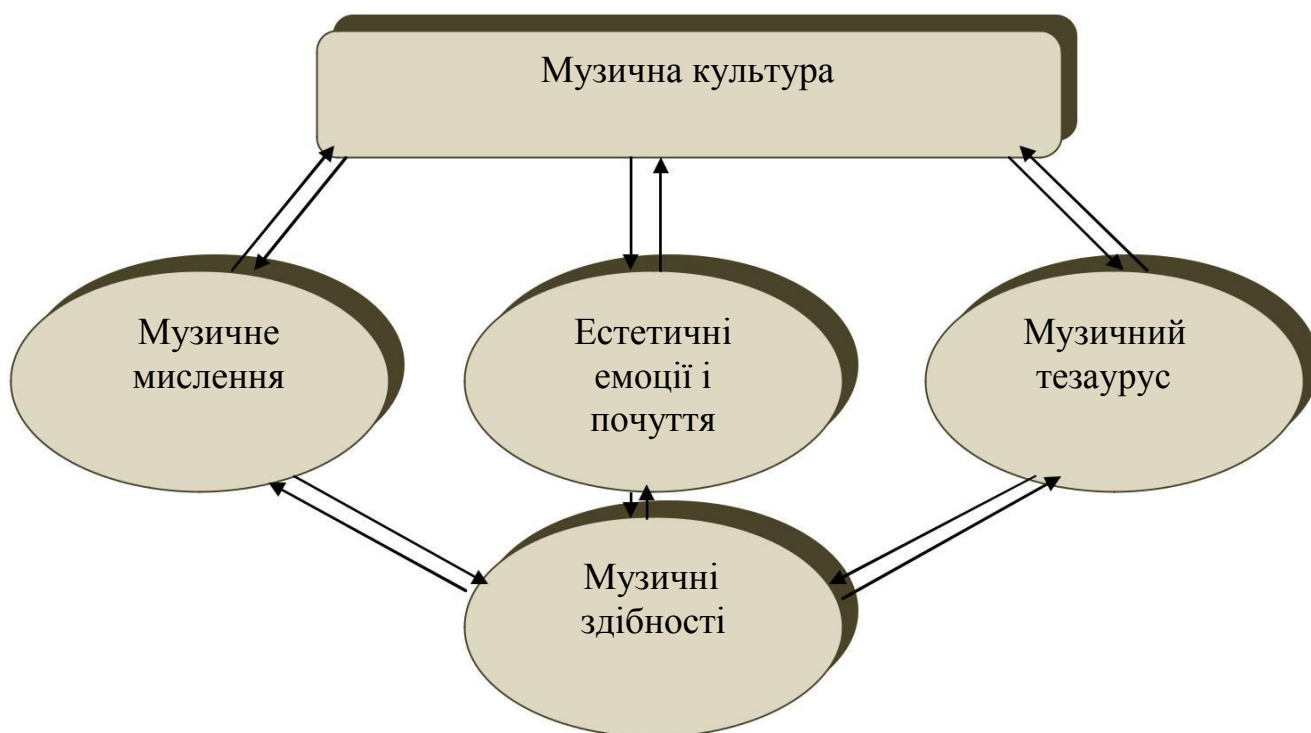 Музична культура
Музичне
мислення
Естетичні
емоції і
почуття
Музичний
тезаурус
Музичні
здібності